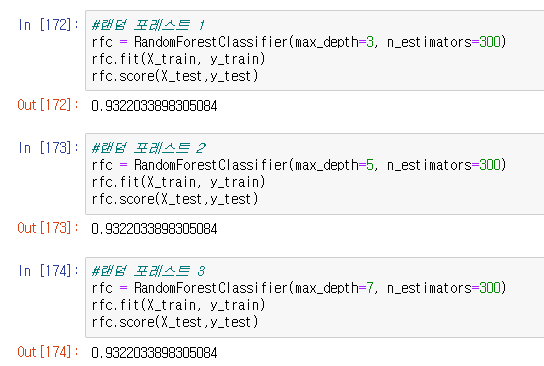 In [172]: #랜덤 포레스트 1
rfc = RandomForestClassifier(max_depth=3, n_estimators=300)
rfc.fit(X_train, y_train)
rfc.score(X_test,y_test)
Out[172]: 0.9322033898305084
In [173]: #랜덤 포레스트 2
rfc = RandomForestClassifier(max_depth=5, n_estimators=300)
rfc.fit(X_train, y_train)
rfc.score(X_test,y_test)
Out[173]: 0.9322033898305084
In [174]: #랜덤 포레스트 3
rfc = RandomForestClassifier(max_depth=7, n_estimators=300)
rfc.fit(X_train, y_train)
rfc.score(X_test,y_test)
Out[174]: 0.9322033898305084